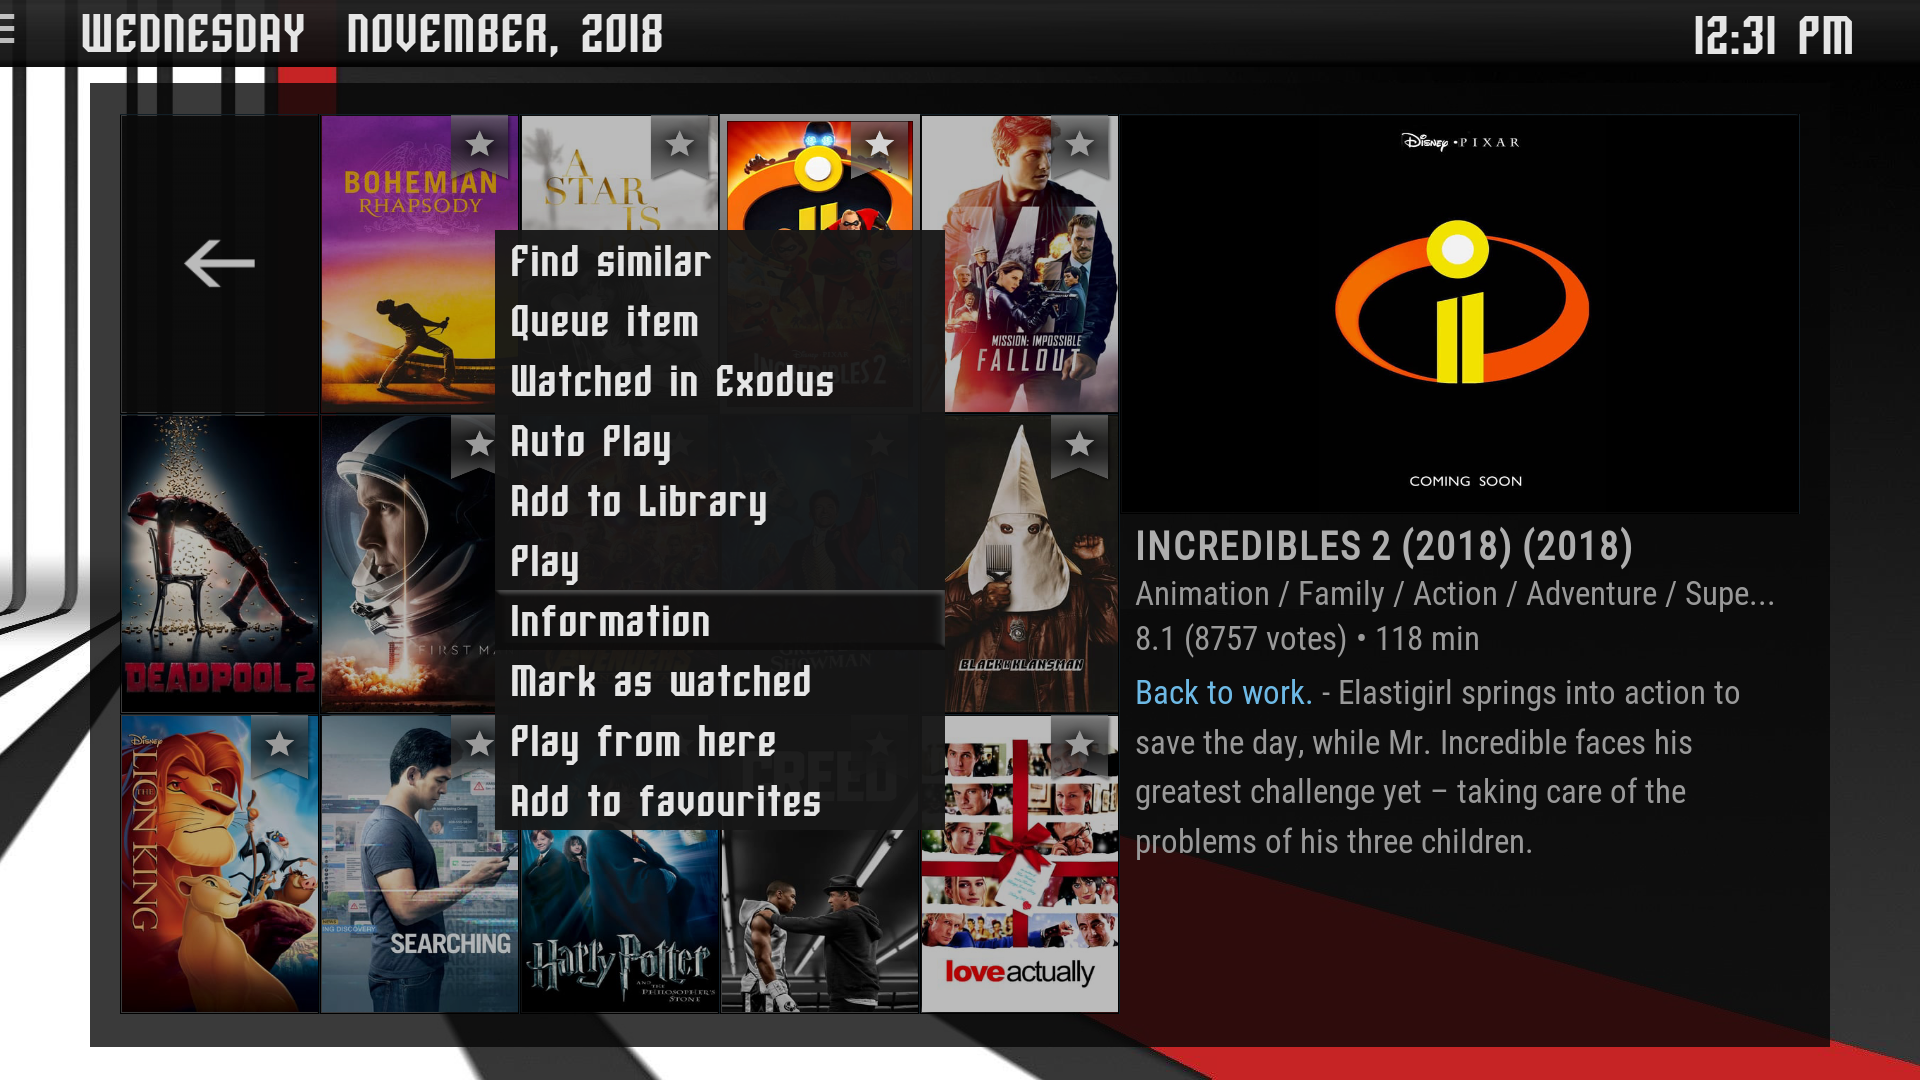 WEDNESDAY NOVEMBER, 2018
12:31 PM
BOHEMIAN
RHAPSODY
A
STAR
IS
MISSION: IMPOSSIBLE
FALLOUT
Disney • PIXAR
COMING SOON
Find similar
Queue item
Watched in Exodus
Auto Play
Add to Library
Play
Information
Mark as watched
Play from here
Add to favourites
DEADPOOL 2
FIRST MA
BLACKKKLANSMAN
INCREDIBLES 2 (2018) (2018)
Animation / Family / Action / Adventure / Supe...
8.1 (8757 votes) • 118 min
Back to work. - Elastigirl springs into action to
save the day, while Mr. Incredible faces his
greatest challenge yet – taking care of the
problems of his three children.
Disney
THE
LION KING
SEARCHING
Harry Potter
AND THE
PHILOSOPHER'S
STONE
CREED
love actually